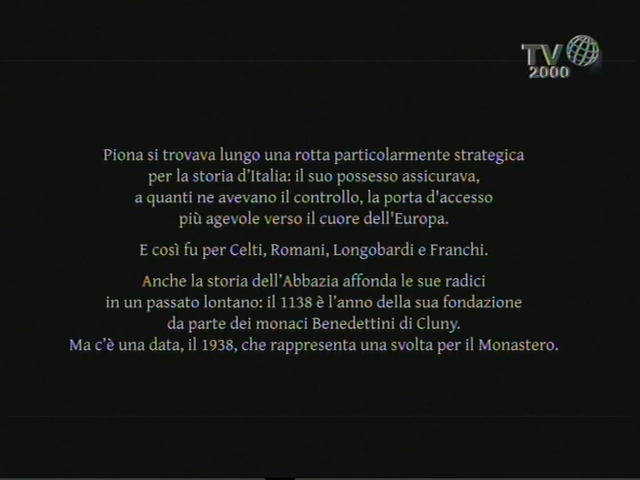 TV
2000
Piona si trovava lungo una rotta particolarmente strategica
per la storia d'Italia: il suo possesso assicurava,
a quanti ne avevano il controllo, la porta d'accesso
più agevole verso il cuore dell'Europa.
E così fu per Celti, Romani, Longobardi e Franchi.
Anche la storia dell'Abbazia affonda le sue radici
in un passato lontano: il 1138 è l'anno della sua fondazione
da parte dei monaci Benedettini di Cluny.
Ma c'è una data, il 1938, che rappresenta una svolta per il Monastero.